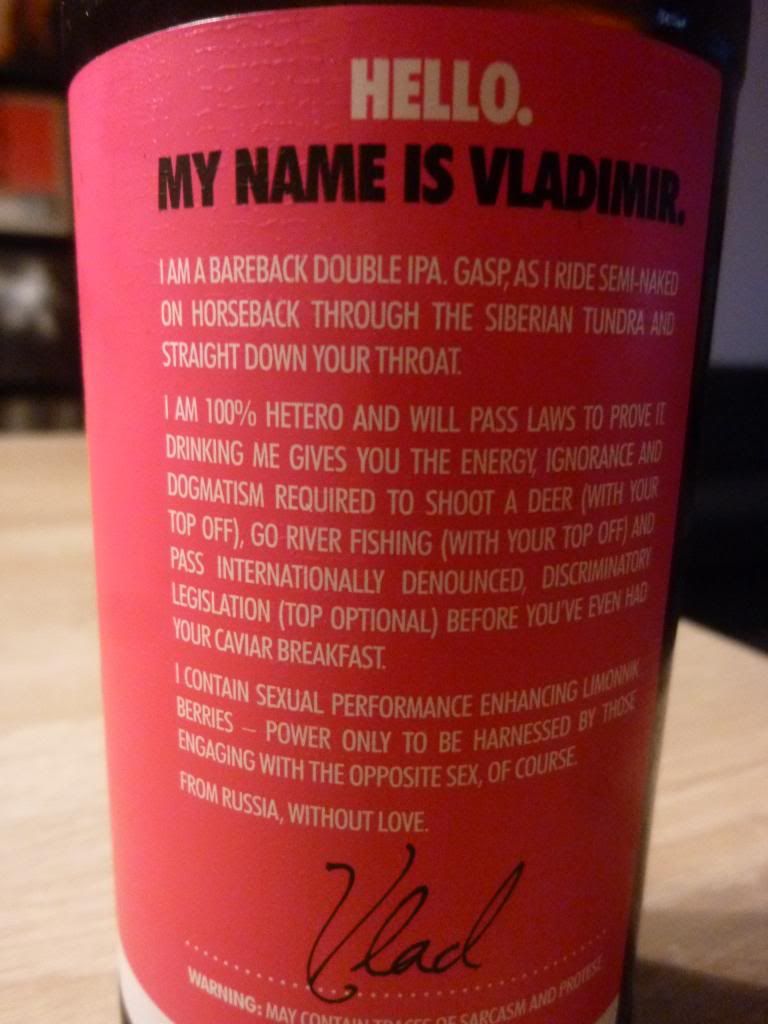 HELLO.
MY NAME IS VLADIMIR.
I AM A BAREBACK DOUBLE IPA. GASP, AS I RIDE SEMI-NAKED
ON HORSEBACK THROUGH THE SIBERIAN TUNDRA AND
STRAIGHT DOWN YOUR THROAT.
I AM 100% HETERO AND WILL PASS LAWS TO PROVE IT.
DRINKING ME GIVES YOU THE ENERGY, IGNORANCE AND
DOGMATISM REQUIRED TO SHOOT A DEER (WITH YOUR
TOP OFF), GO RIVER FISHING (WITH YOUR TOP OFF) AND
PASS INTERNATIONALLY DENOUNCED, DISCRIMINATORY
LEGISLATION (TOP OPTIONAL) BEFORE YOU'VE EVEN HAD
YOUR CAVIAR BREAKFAST.
I CONTAIN SEXUAL PERFORMANCE ENHANCING LIMONNIK
BERRIES – POWER ONLY TO BE HARNESSED BY THOSE
ENGAGING WITH THE OPPOSITE SEX, OF COURSE.
FROM RUSSIA, WITHOUT LOVE.
Vlad
WARNING: MAY CONTAIN TRACES OF SARCASM AND PROTEST.